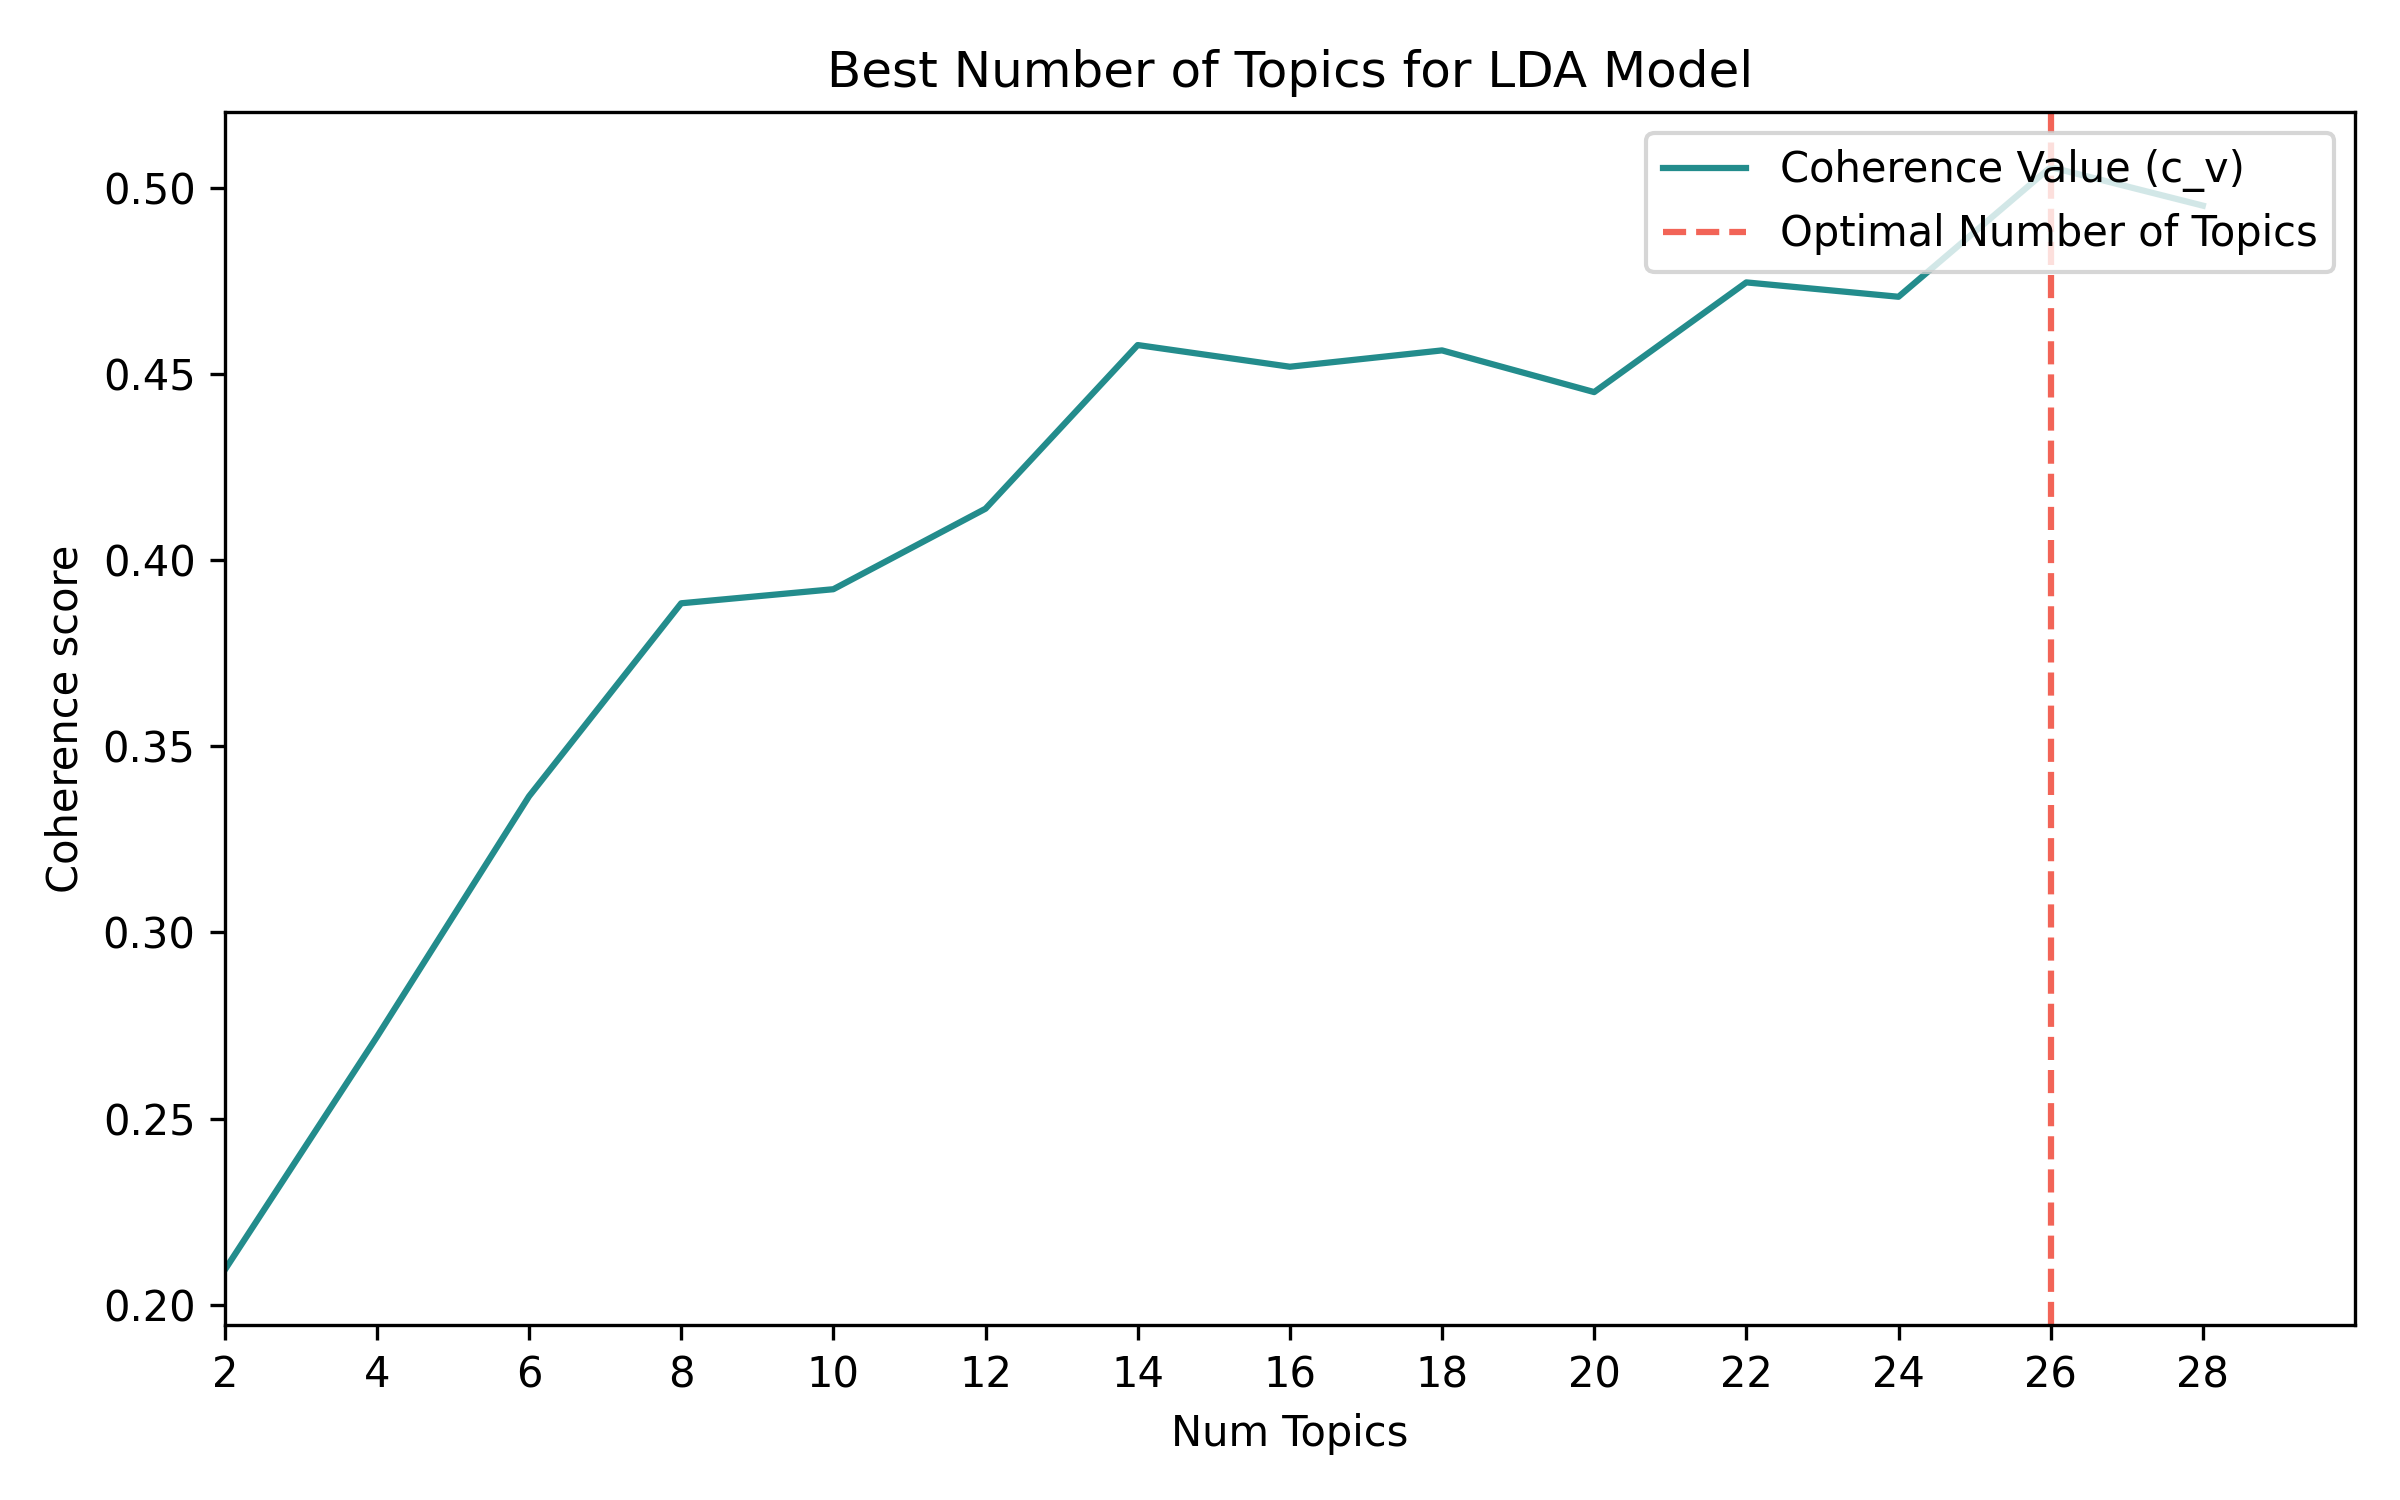 Best Number of Topics for LDA Model
Coherence Value (c_v)
Optimal Number of Topics
Coherence score
0.50
0.45
0.40
0.35
0.30
0.25
0.20
2 4 6 8 10 12 14 16 18 20 22 24 26 28
Num Topics